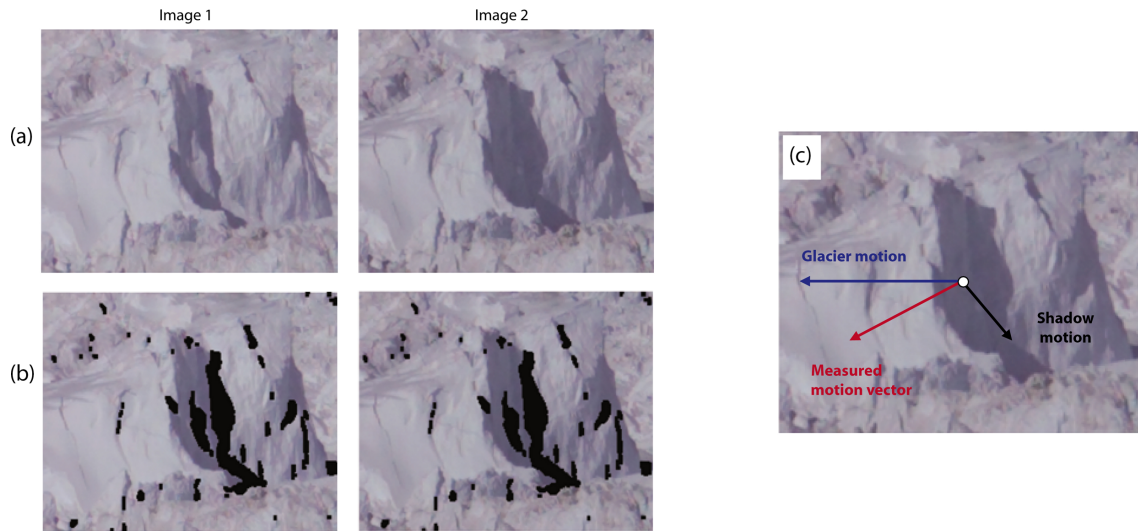 Image 1
Image 2
(a)
(b)
(c)
Glacier motion
Shadow
motion
Measured
motion vector